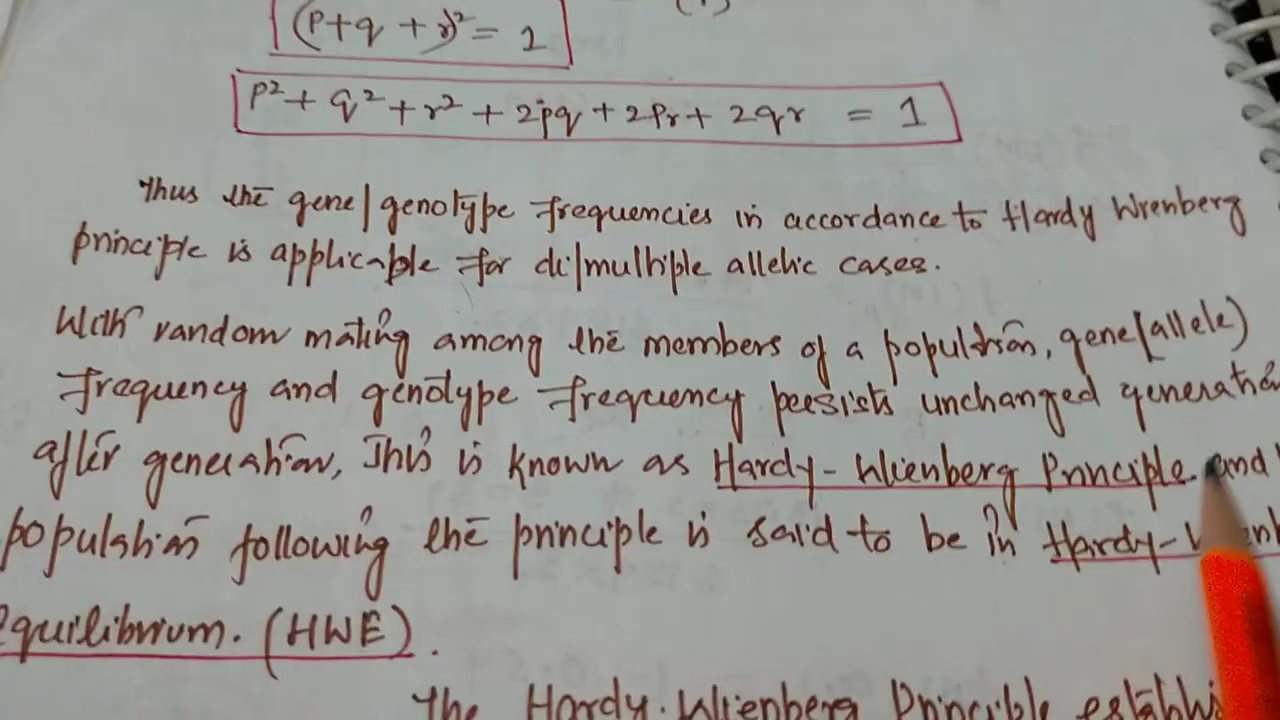 (p+q+r)² = 1
p² + q² + r² + 2pq + 2pr + 2qr = 1
Thus the gene/genotype frequencies in accordance to Hardy Wrenberg
principle is applicable for di/multiple allelic cases.
With random mating among the members of a population, gene(allele)
frequency and genotype frequency persists unchanged generation
after generation, This is known as Hardy-Wienberg Principle and
population following the principle is said to be in Hardy-
equilibrium. (HWE).
The Hardy-Wienberg Principle